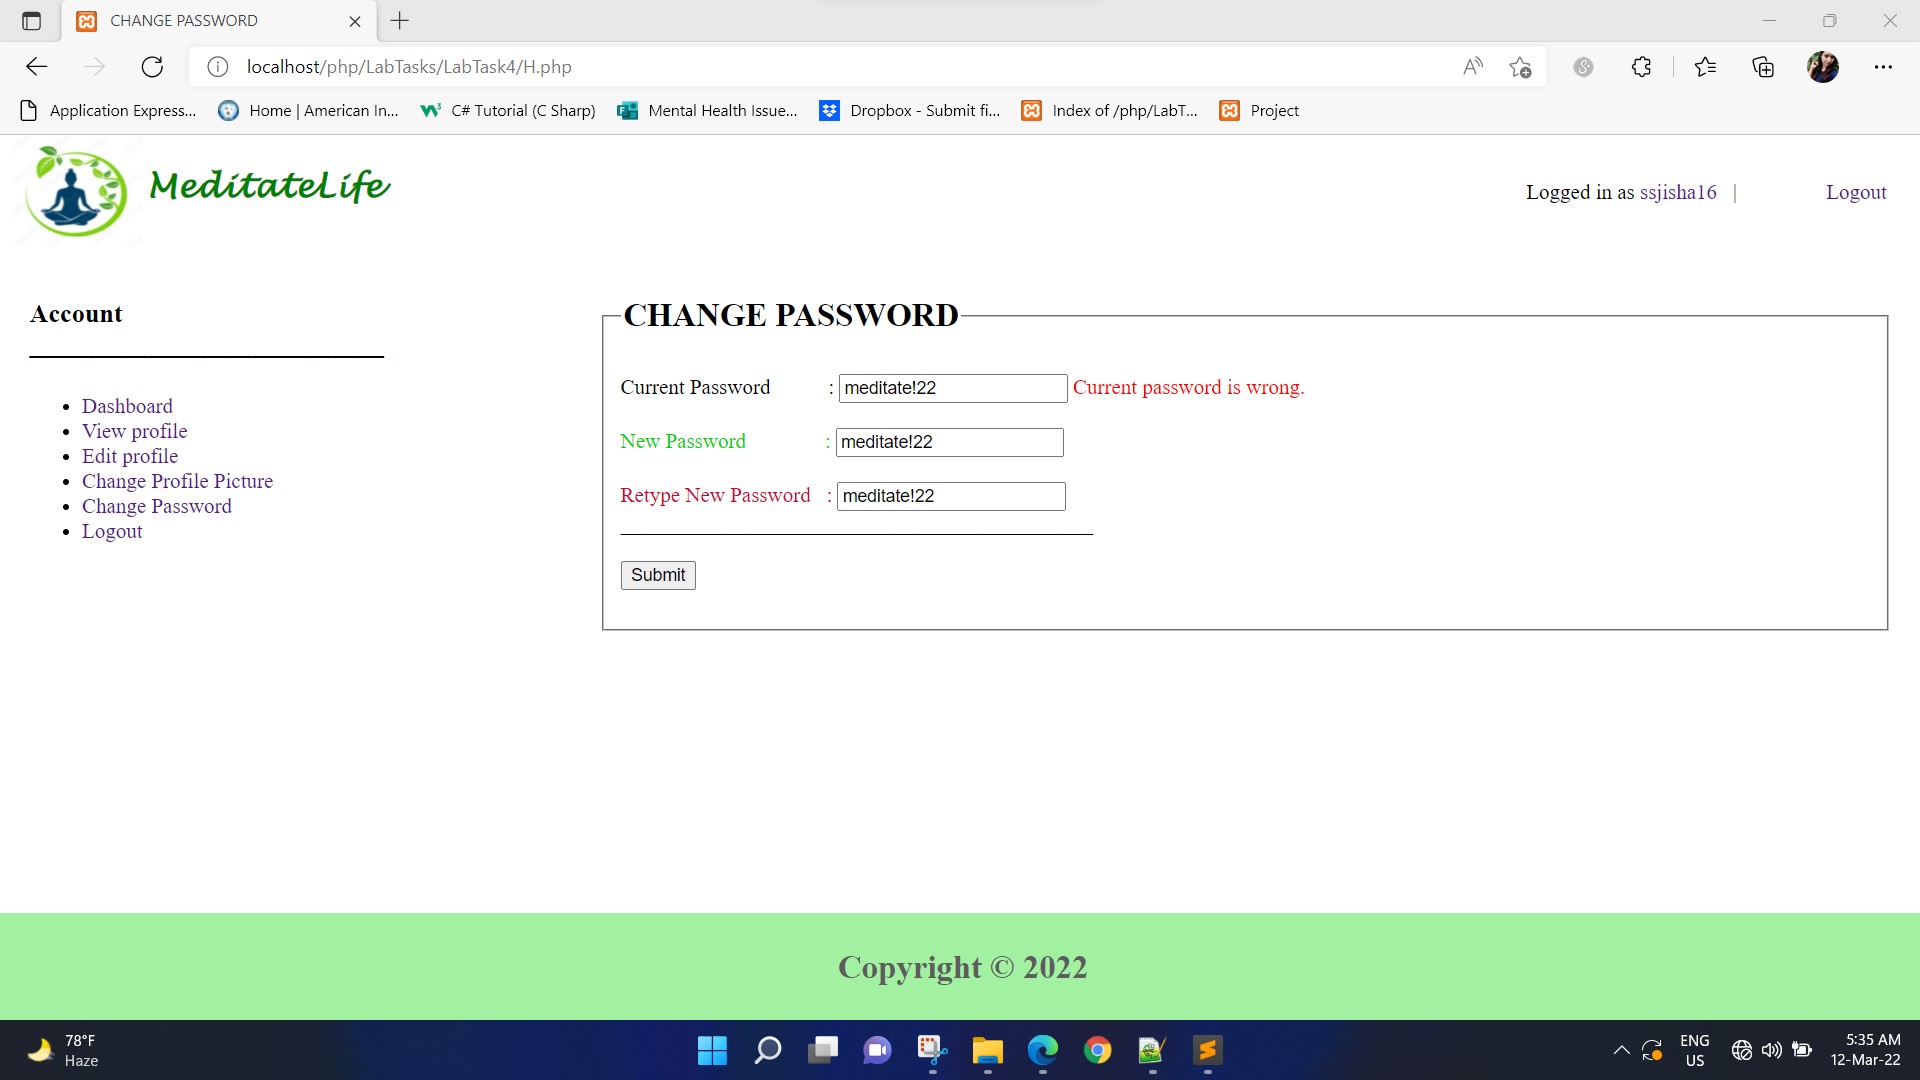 CHANGE PASSWORD
localhost/php/LabTasks/LabTask4/H.php
Application Express... Home | American In... C# Tutorial (C Sharp) Mental Health Issue... Dropbox - Submit fi... Index of /php/LabT... Project
MeditateLife
Logged in as ssjisha16 | Logout
Account
CHANGE PASSWORD
Current Password : meditate!22 Current password is wrong.
New Password : meditate!22
Retype New Password : meditate!22
Submit
Dashboard
View profile
Edit profile
Change Profile Picture
Change Password
Logout
Copyright © 2022
78°F
Haze
ENG
US
5:35 AM
12-Mar-22